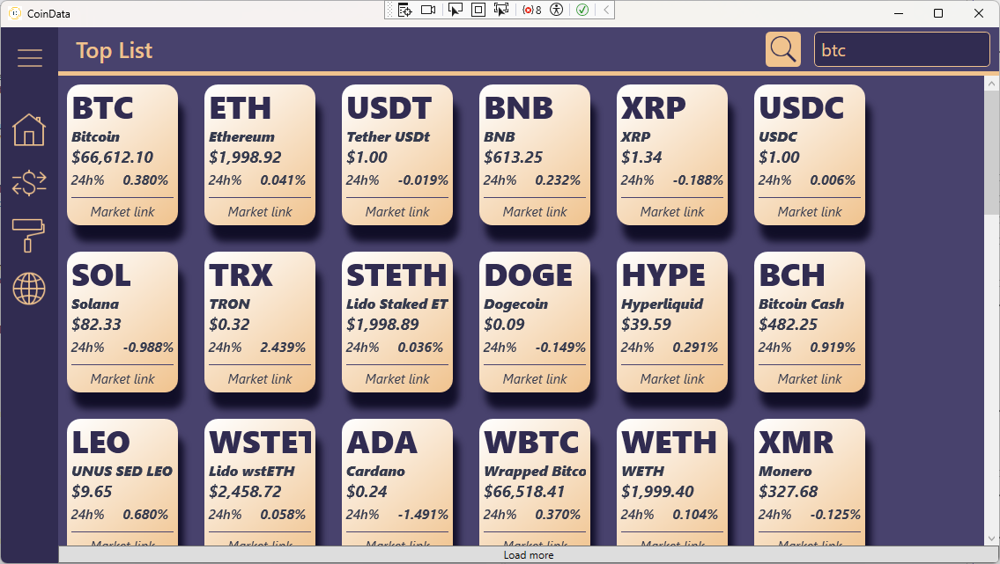 CoinData
8
Top List
btc
BTC ETH USDT BNB XRP USDC
Bitcoin Ethereum Tether USDt BNB XRP USDC
$66,612.10 $1,998.92 $1.00 $613.25 $1.34 $1.00
24h% 0.380% 24h% 0.041% 24h% -0.019% 24h% 0.232% 24h% -0.188% 24h% 0.006%
Market link Market link Market link Market link Market link Market link
SOL TRX STETH DOGE HYPE BCH
Solana TRON Lido Staked ET Dogecoin Hyperliquid Bitcoin Cash
$82.33 $0.32 $1,998.89 $0.09 $39.59 $482.25
24h% -0.988% 24h% 2.439% 24h% 0.036% 24h% -0.149% 24h% 0.291% 24h% 0.919%
Market link Market link Market link Market link Market link Market link
LEO WSTET ADA WBTC WETH XMR
UNUS SED LEO Lido wstETH Cardano Wrapped Bitco WETH Monero
$9.65 $2,458.72 $0.24 $66,518.41 $1,999.40 $327.68
24h% 0.680% 24h% 0.058% 24h% -1.491% 24h% 0.370% 24h% 0.104% 24h% -0.125%
Market link Market link Market link Market link Market link Market link
Load more